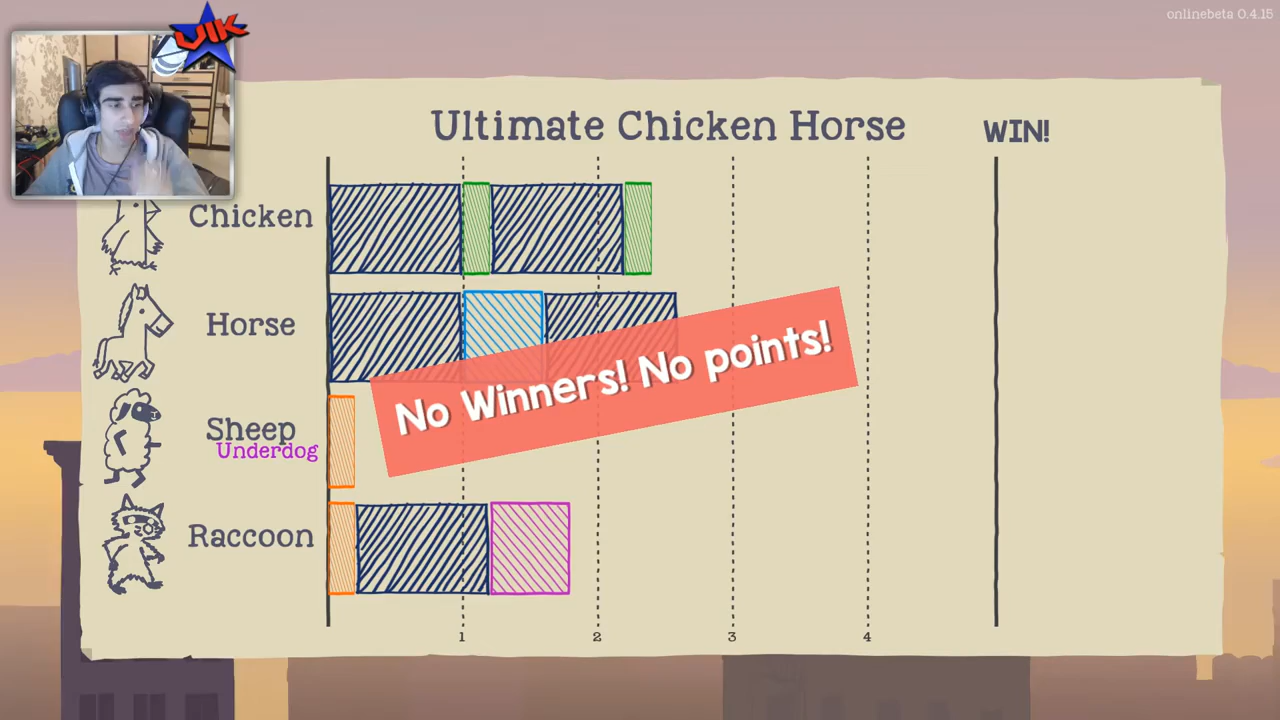 onlinebeta 0.4.15
VIK
Ultimate Chicken Horse
WIN!
Chicken
Horse
No Winners! No points!
Sheep
Underdog
Raccoon
1
2
3
4